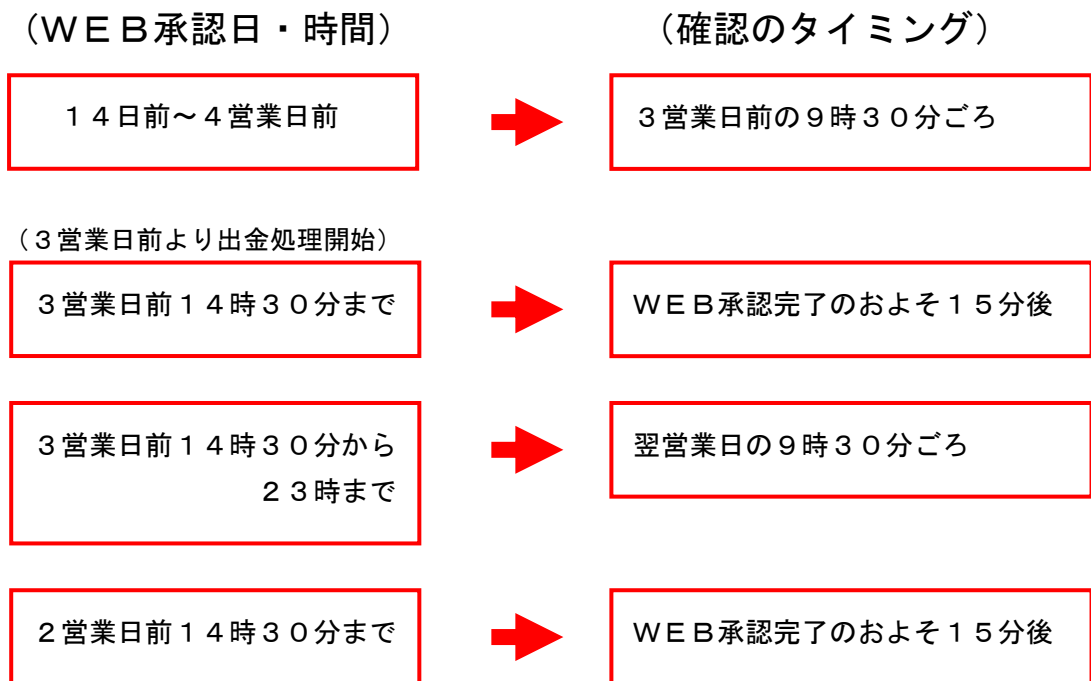 （ＷＥＢ承認日・時間）　（確認のタイミング）
１４日前～４営業日前　３営業日前の９時３０分ごろ
（３営業日前より出金処理開始）
３営業日前１４時３０分まで　ＷＥＢ承認完了のおよそ１５分後
３営業日前１４時３０分から　翌営業日の９時３０分ごろ
２３時まで
２営業日前１４時３０分まで　ＷＥＢ承認完了のおよそ１５分後